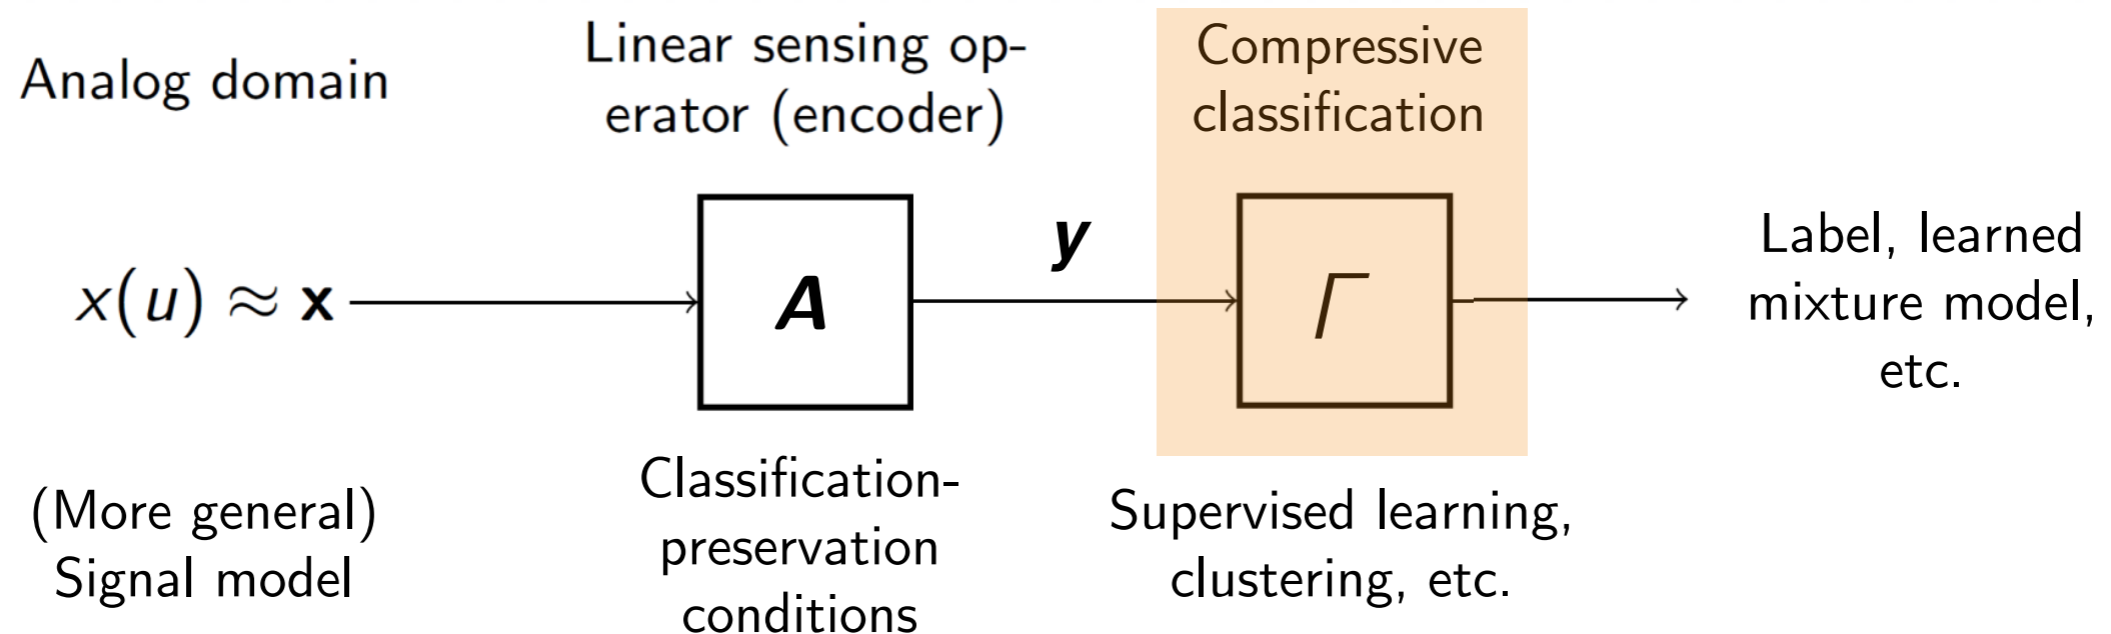 Analog domain
Linear sensing op-
erator (encoder)
Compressive
classification
x(u) ≈ x
A
y
Γ
Label, learned
mixture model,
etc.
(More general)
Signal model
Classification-
preservation
conditions
Supervised learning,
clustering, etc.